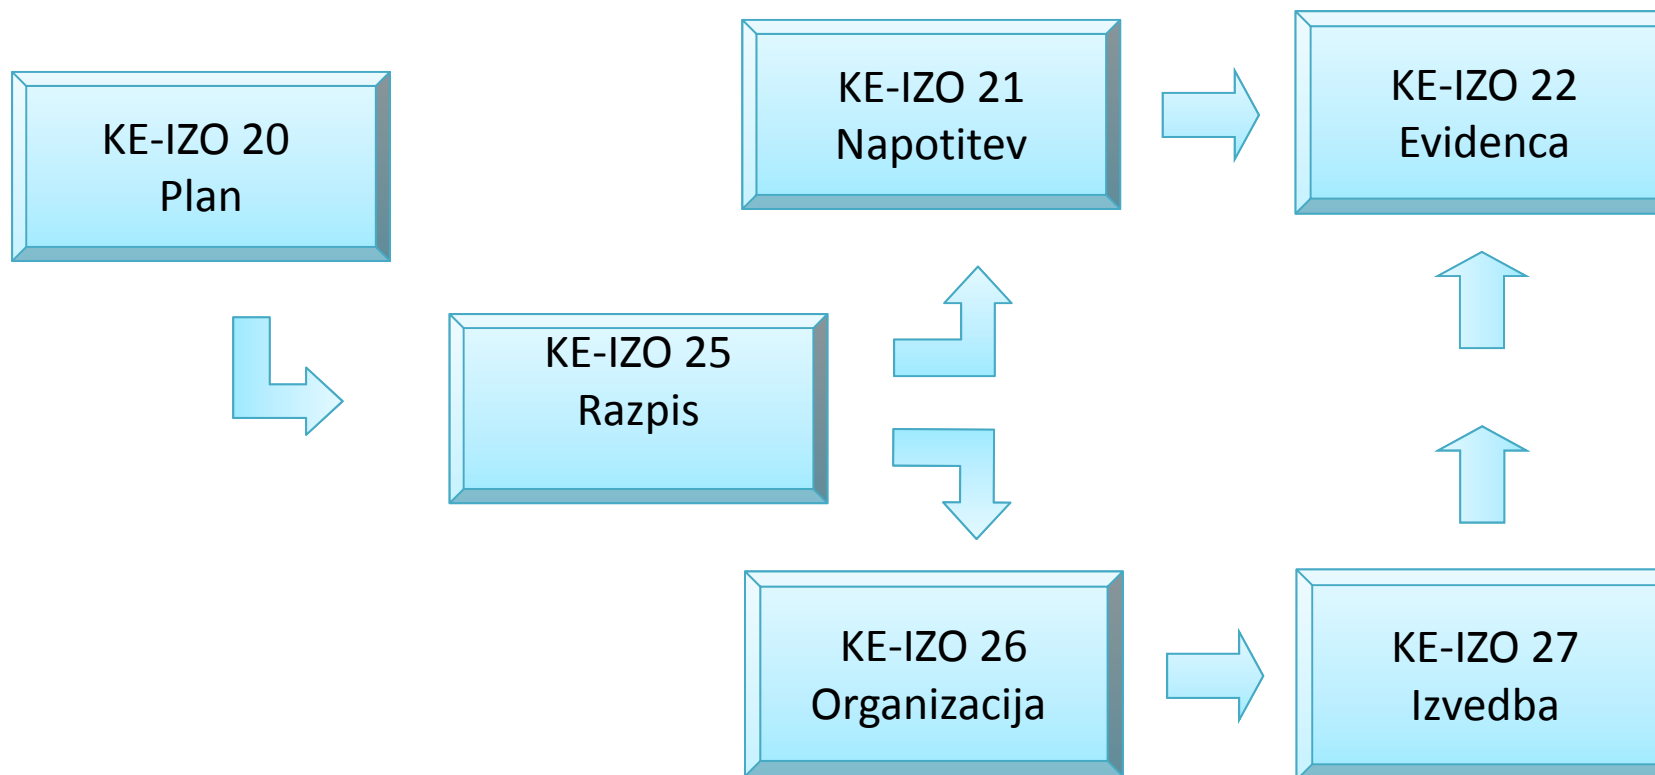 KE-IZO 20
Plan
KE-IZO 25
Razpis
KE-IZO 21
Napotitev
KE-IZO 22
Evidenca
KE-IZO 26
Organizacija
KE-IZO 27
Izvedba